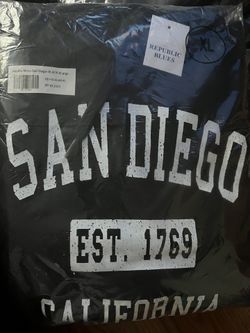 REPUBLIC
BLUES
XL
SAN DIEGO
EST. 1769
CALIFORNIA